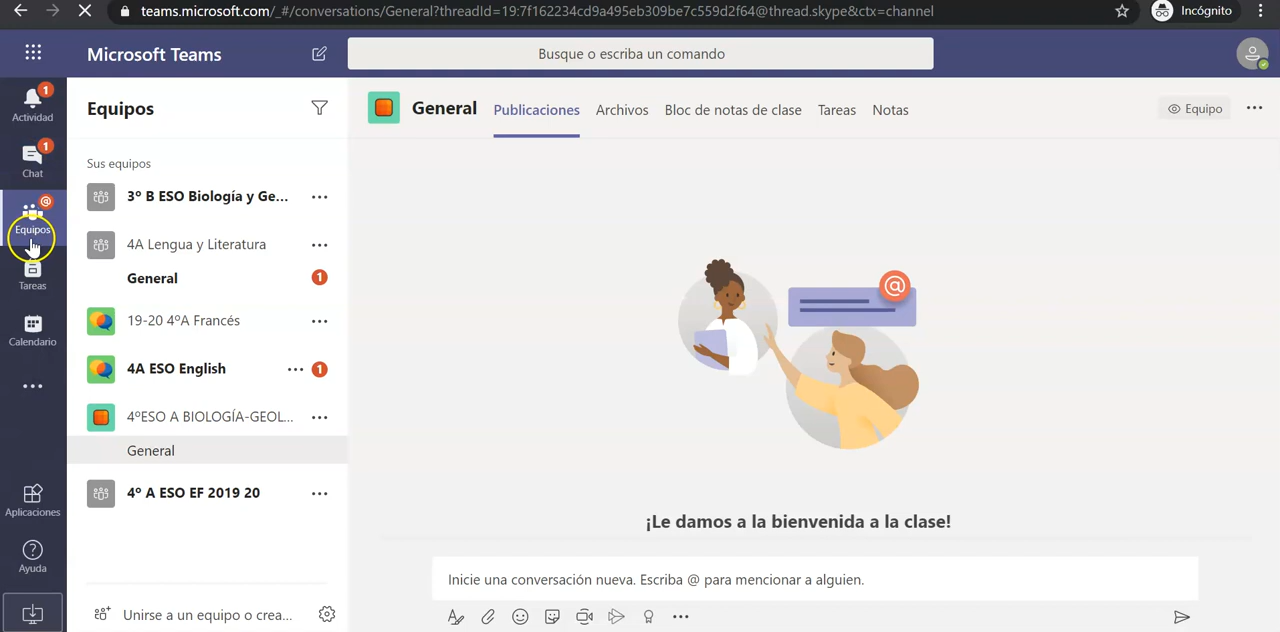 teams.microsoft.com/_#/conversations/General?threadId=19:7f162234cd9a495eb309be7c559d2f64@thread.skype&ctx=channel
Incógnito
Microsoft Teams
Busque o escriba un comando
1
Actividad
1
Chat
@
Equipos
Tareas
Calendario
Aplicaciones
Ayuda
Equipos
Sus equipos
3º B ESO Biología y Ge...
4A Lengua y Literatura
General
1
19-20 4ºA Francés
4A ESO English
1
4ºESO A BIOLOGÍA-GEOL...
General
4º A ESO EF 2019 20
Unirse a un equipo o crea...
General
Publicaciones
Archivos
Bloc de notas de clase
Tareas
Notas
Equipo
@
¡Le damos a la bienvenida a la clase!
Inicie una conversación nueva. Escriba @ para mencionar a alguien.